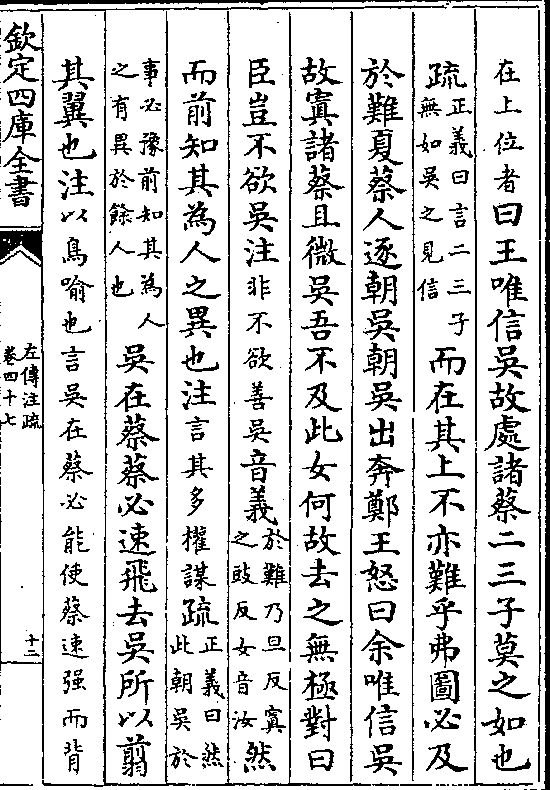 在上位者曰王唯信吳故處諸蔡二三子莫之如也
疏正義曰言二三子無如吳之見信而在其上不亦難乎弗圖必及
於難夏蔡人逐朝吳朝吳出奔鄭王怒曰余唯信吳
故寘諸蔡且微吳吾不及此女何故去之無極對曰
臣豈不欲吳注非不欲善吳音義於難乃旦反寘之豉反女音汝然
而前知其為人之異也注言其多權謀疏正義曰然此朝吳於
事必豫前知其為人之有異於餘人也吳在蔡蔡必速飛去吳所以翦
其翼也注以鳥喻也言吳在蔡必能使蔡速强而背
欽定四庫全書
左傳注疏
卷四十七
十二